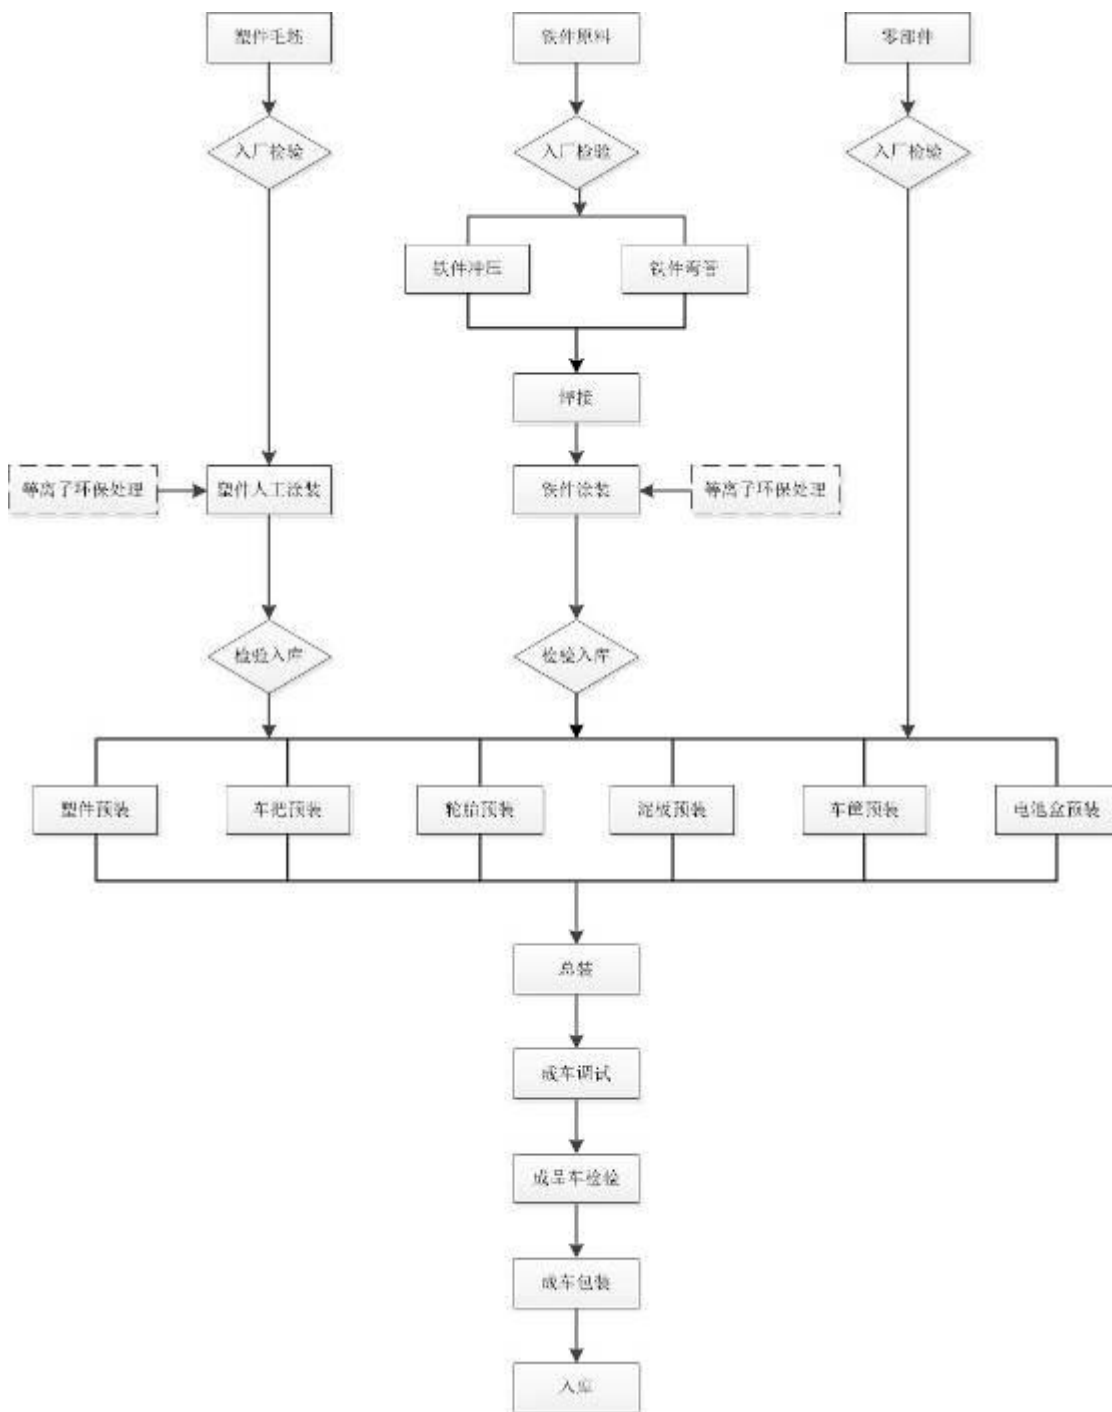 塑件毛坯
铁件原料
零部件
入厂检验
入厂检验
入厂检验
铁件冲压
铁件弯管
焊接
等离子环保处理
塑件人工涂装
铁件涂装
等离子环保处理
检验入库
检验入库
塑件预装
车把预装
轮胎预装
泥板预装
车筐预装
电池盒预装
总装
成车调试
成呈车检验
成车包装
入库